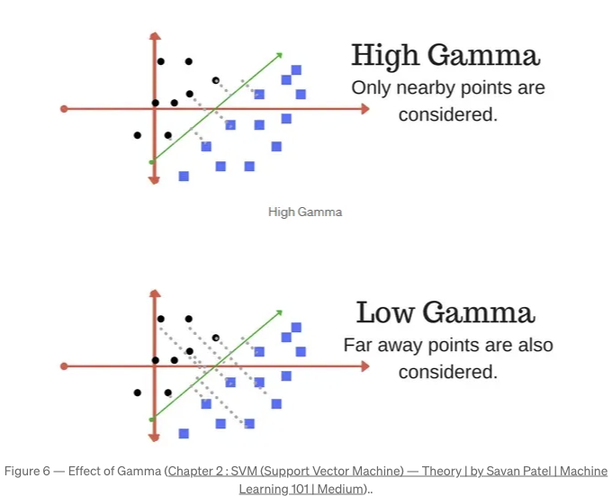 High Gamma
Only nearby points are
considered.
High Gamma
Low Gamma
Far away points are also
considered.
Figure 6 — Effect of Gamma (Chapter 2 : SVM (Support Vector Machine) — Theory | by Savan Patel | Machine
Learning 101 | Medium)..